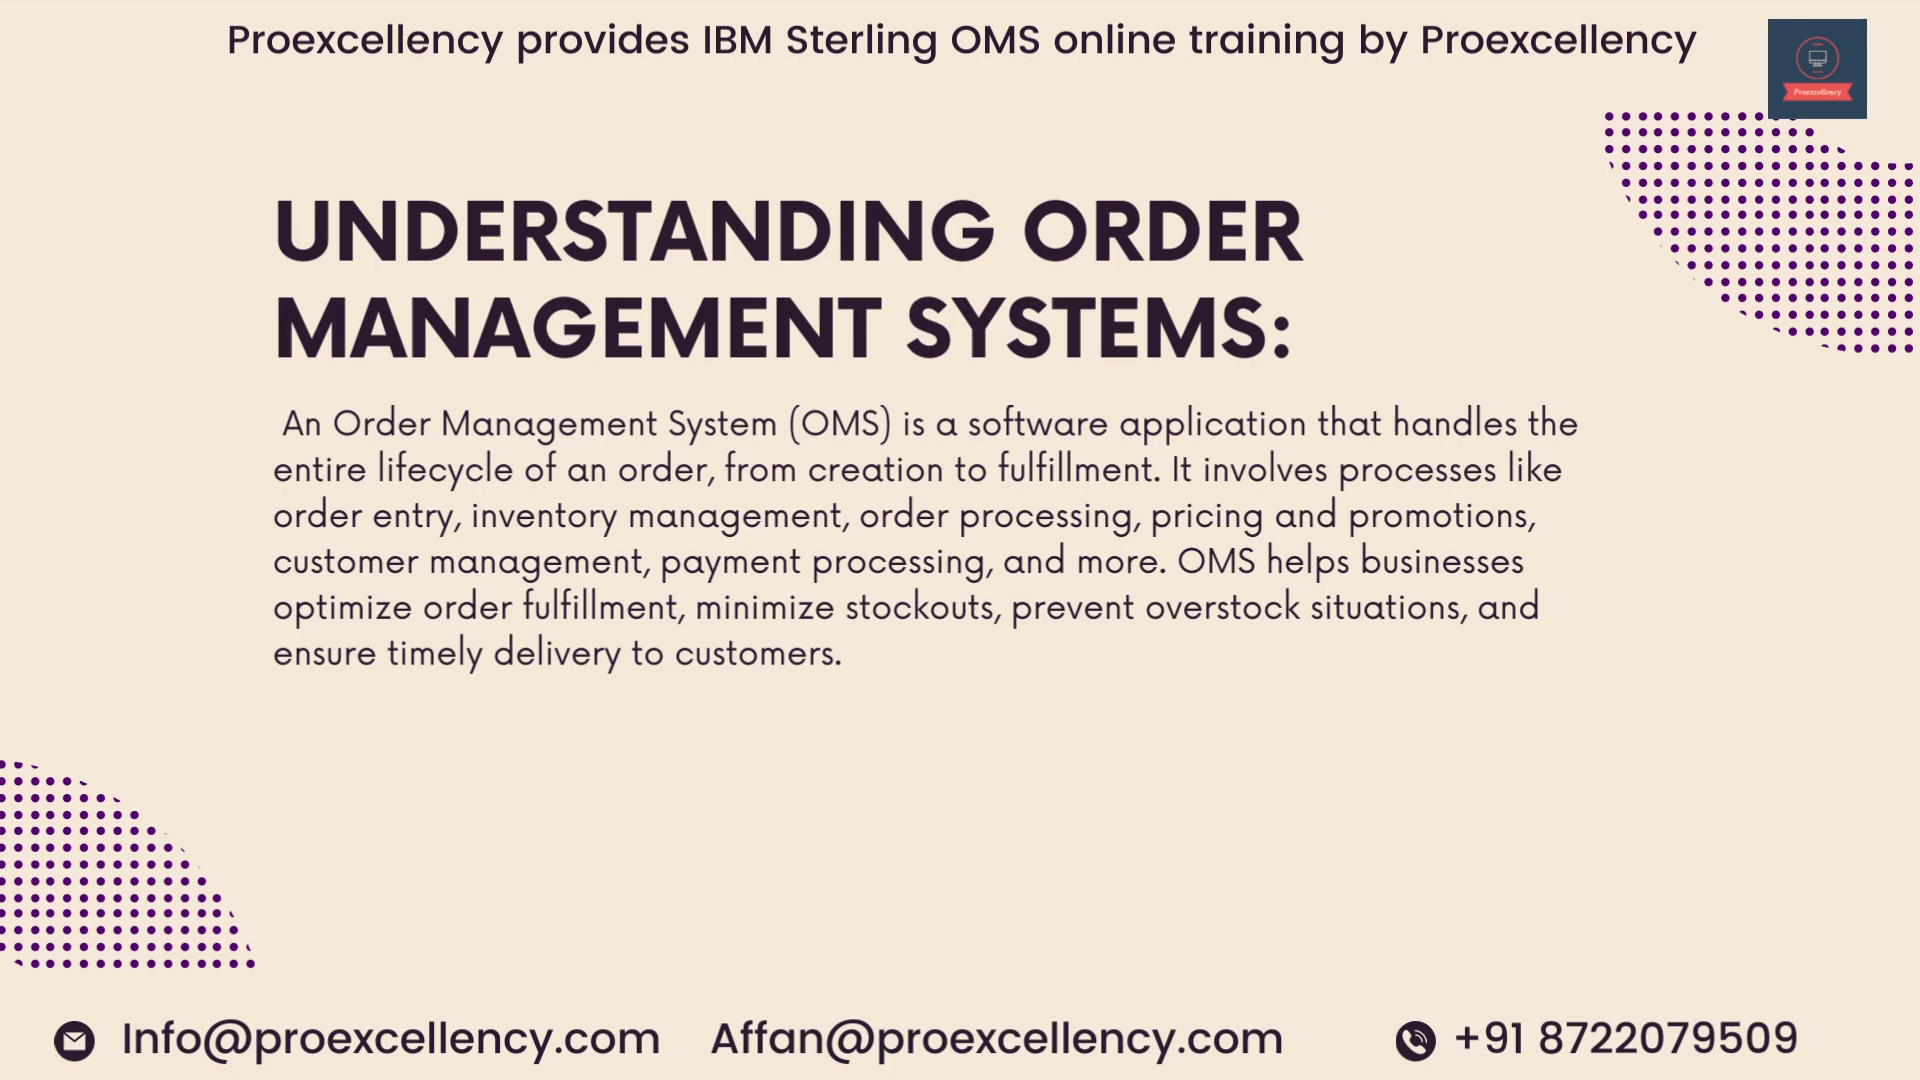 Proexcellency provides IBM Sterling OMS online training by Proexcellency
Proexcellency
UNDERSTANDING ORDER
MANAGEMENT SYSTEMS:
An Order Management System (OMS) is a software application that handles the
entire lifecycle of an order, from creation to fulfillment. It involves processes like
order entry, inventory management, order processing, pricing and promotions,
customer management, payment processing, and more. OMS helps businesses
optimize order fulfillment, minimize stockouts, prevent overstock situations, and
ensure timely delivery to customers.
Info@proexcellency.com Affan@proexcellency.com +91 8722079509